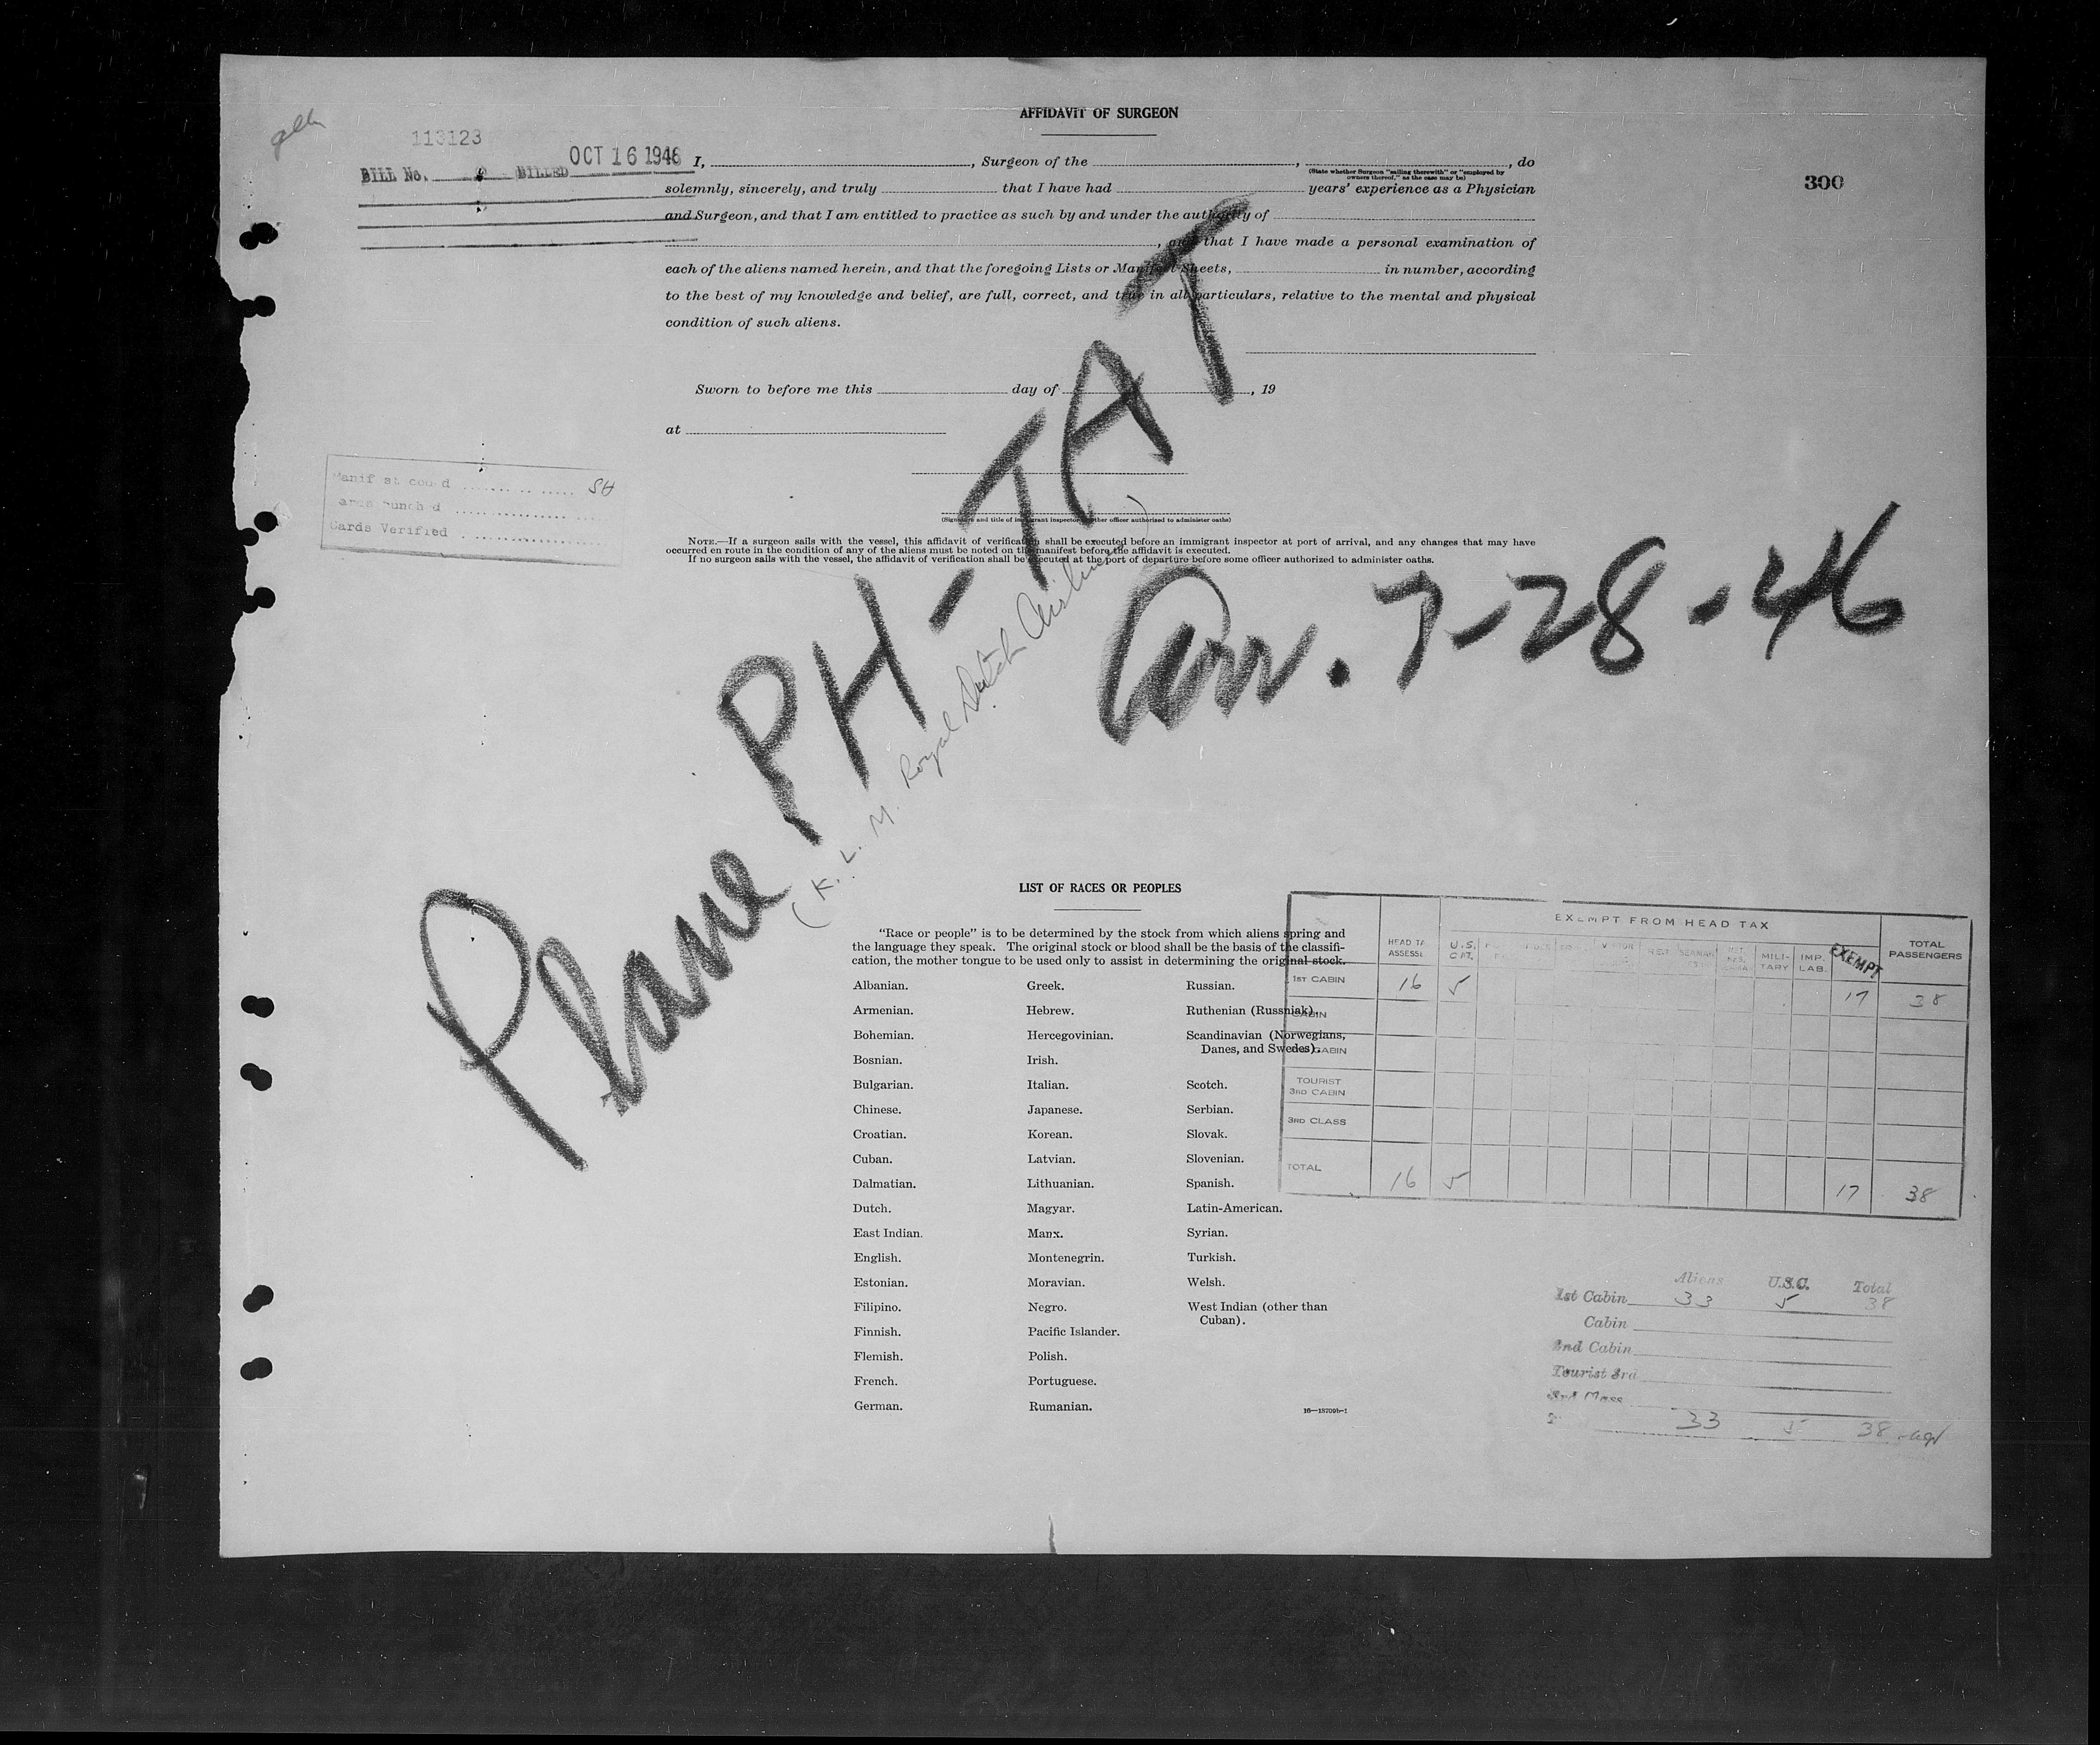 AFFIDAVIT OF SURGEON
113123
BILL No. BILLED OCT 16 1946
300
I, , Surgeon of the , , do
(State whether Surgeon "sailing therewith" or "employed by
owners thereof," as the case may be)
solemnly, sincerely, and truly that I have had years' experience as a Physician
and Surgeon, and that I am entitled to practice as such by and under the authority of
, and that I have made a personal examination of
each of the aliens named herein, and that the foregoing Lists or Manifest Sheets, in number, according
to the best of my knowledge and belief, are full, correct, and true in all particulars, relative to the mental and physical
condition of such aliens.
Sworn to before me this day of , 19
at
(Signature and title of immigrant inspector or other officer authorized to administer oaths)
SH
Cards Verified
NOTE.—If a surgeon sails with the vessel, this affidavit of verification shall be executed before an immigrant inspector at port of arrival, and any changes that may have
occurred en route in the condition of any of the aliens must be noted on the manifest before the affidavit is executed.
If no surgeon sails with the vessel, the affidavit of verification shall be executed at the port of departure before some officer authorized to administer oaths.
Plane PH-TAT
(K. L. M. Royal Dutch Airlines)
Arr. 7-28-46
LIST OF RACES OR PEOPLES
"Race or people" is to be determined by the stock from which aliens spring and
the language they speak. The original stock or blood shall be the basis of the classifi-
cation, the mother tongue to be used only to assist in determining the original stock.
Albanian.
Armenian.
Bohemian.
Bosnian.
Bulgarian.
Chinese.
Croatian.
Cuban.
Dalmatian.
Dutch.
East Indian.
English.
Estonian.
Filipino.
Finnish.
Flemish.
French.
German.
Greek.
Hebrew.
Hercegovinian.
Irish.
Italian.
Japanese.
Korean.
Latvian.
Lithuanian.
Magyar.
Manx.
Montenegrin.
Moravian.
Negro.
Pacific Islander.
Polish.
Portuguese.
Rumanian.
Russian.
Ruthenian (Russniak).
Scandinavian (Norwegians,
Danes, and Swedes).
Scotch.
Serbian.
Slovak.
Slovenian.
Spanish.
Latin-American.
Syrian.
Turkish.
Welsh.
West Indian (other than
Cuban).
16—18709b-1
EXEMPT FROM HEAD TAX
HEAD TA ASSESS U.S. CIT. MILI-TARY IMP. LAB. EXEMPT TOTAL PASSENGERS
1ST CABIN 16 5 17 38
CABIN
CABIN
TOURIST
3RD CABIN
3RD CLASS
TOTAL 16 5 17 38
Aliens U.S.C. Total
1st Cabin 33 5 38
Cabin
2nd Cabin
Tourist 3rd
33 5 38